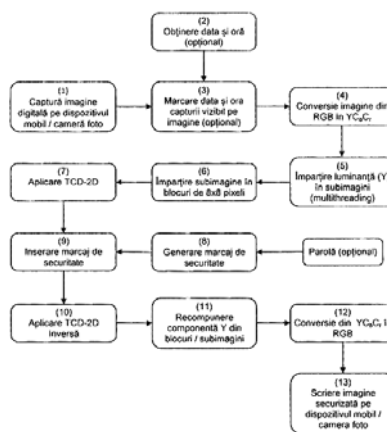 (2)
Obținere data și oră
(opțional)
(1)
Captură imagine
digitală pe dispozitivul
mobil / cameră foto
(3)
Marcare data și ora
capturii vizibil pe
imagine (opțional)
(4)
Conversie imagine din
RGB în YCBCr
(5)
Împarțire luminanță (Y)
în subimagini
(multithreading)
(6)
Împarțire subimagine în
blocuri de 8x8 pixeli
(7)
Aplicare TCD-2D
(9)
Inserare marcaj de
securitate
(8)
Generare marcaj de
securitate
Parolă (opțional)
(10)
Aplicare TCD-2D
inversă
(11)
Recompunere
componentă Y din
blocuri / subimagini
(12)
Conversie din YCBCr în
RGB
(13)
Scriere imagine
securizată pe
dispozitivul mobil /
camera foto